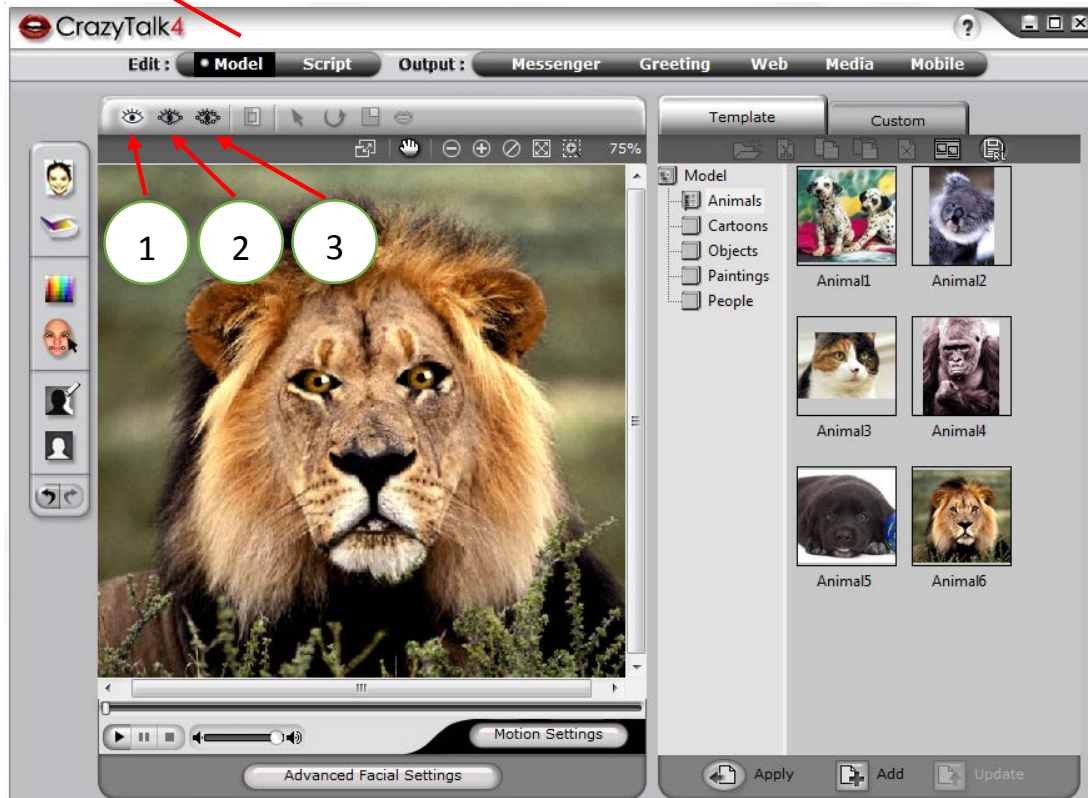 CrazyTalk4 ?
Edit : Model Script Output : Messenger Greeting Web Media Mobile
Template Custom
75%
1 2 3
Model
Animals
Cartoons
Objects
Paintings
People
Animal1 Animal2
Animal3 Animal4
Animal5 Animal6
Motion Settings
Advanced Facial Settings
Apply Add Update